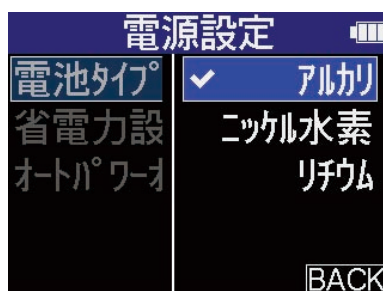 電源設定
電池タイプ
省電力設
オートパワーオ
✔ アルカリ
ニッケル水素
リチウム
BACK